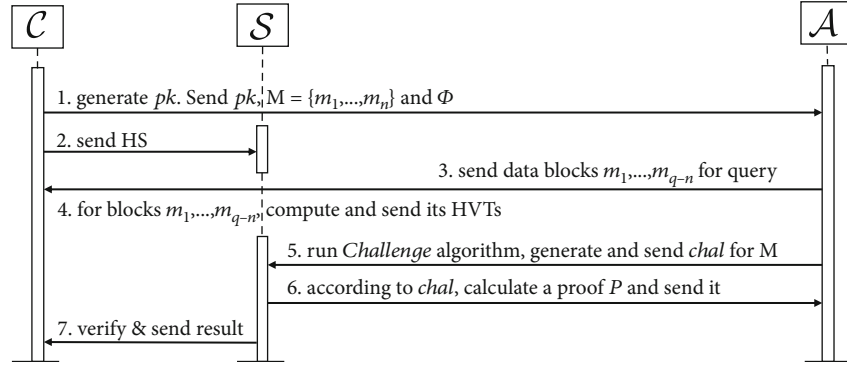 C S A
1. generate pk. Send pk, M = {m₁,...,mₙ} and Φ
2. send HS
3. send data blocks m₁,...,m_{q–n} for query
4. for blocks m₁,...,m_{q–n}, compute and send its HVTs
5. run Challenge algorithm, generate and send chal for M
6. according to chal, calculate a proof P and send it
7. verify & send result